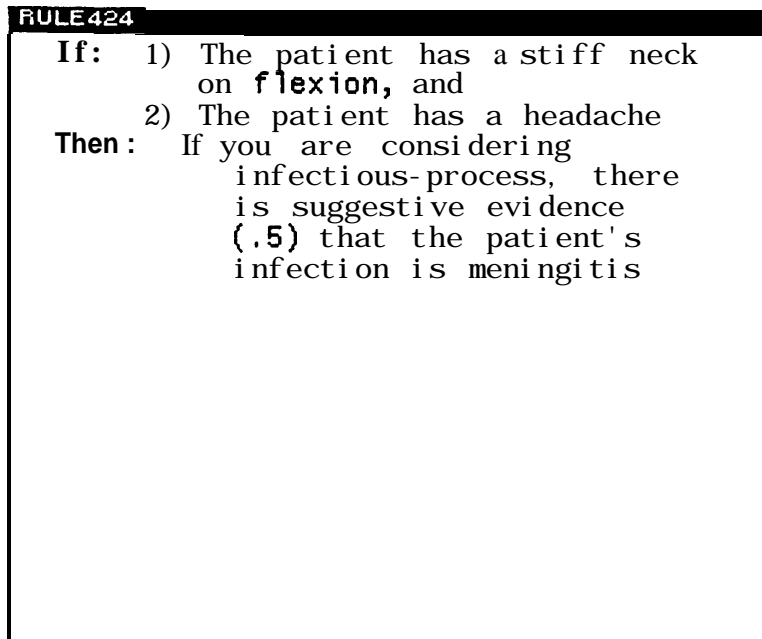 RULE424
If: 1) The patient has a stiff neck
on flexion, and
2) The patient has a headache
Then: If you are considering
infectious-process, there
is suggestive evidence
(.5) that the patient's
infection is meningitis